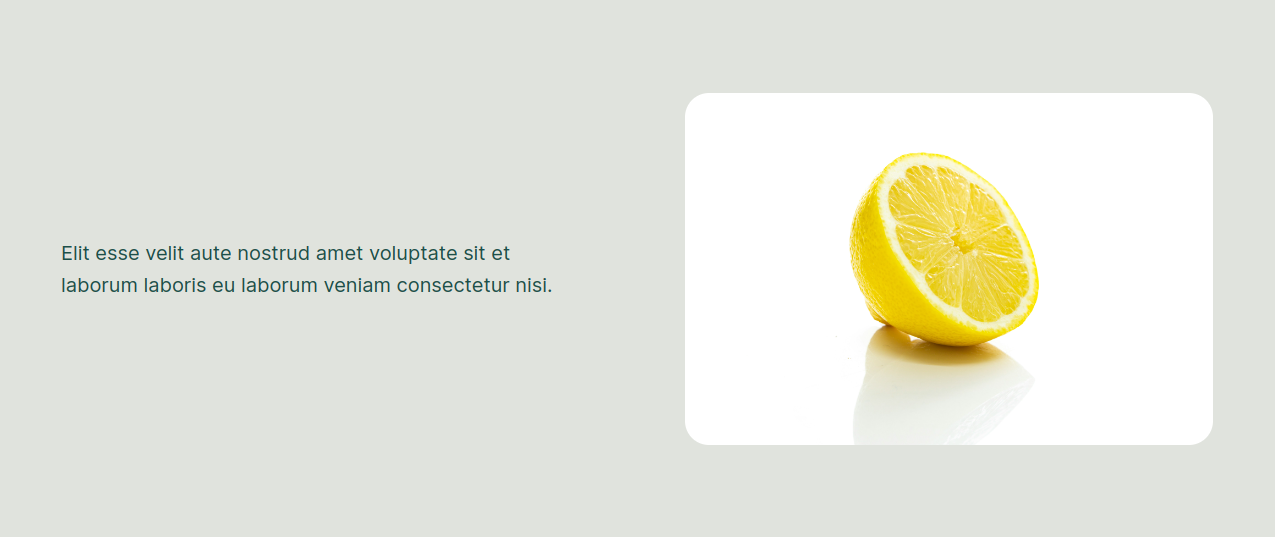 Elit esse velit aute nostrud amet voluptate sit et
laborum laboris eu laborum veniam consectetur nisi.